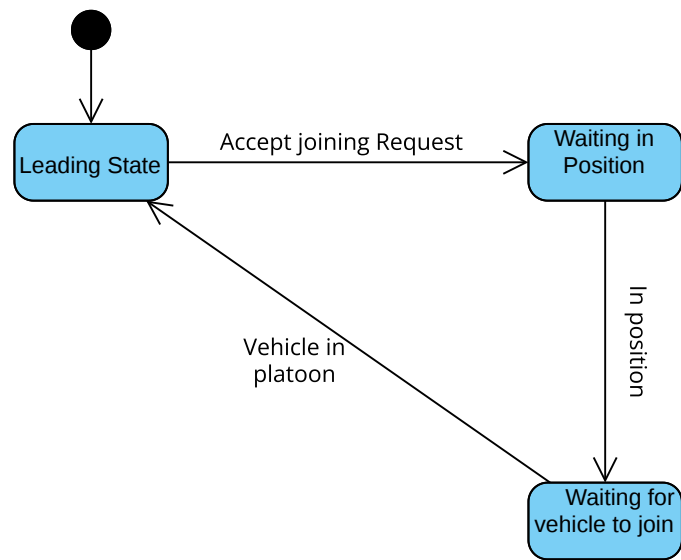 Accept joining Request
Leading State
Waiting in
Position
In position
Vehicle in
platoon
Waiting for
vehicle to join